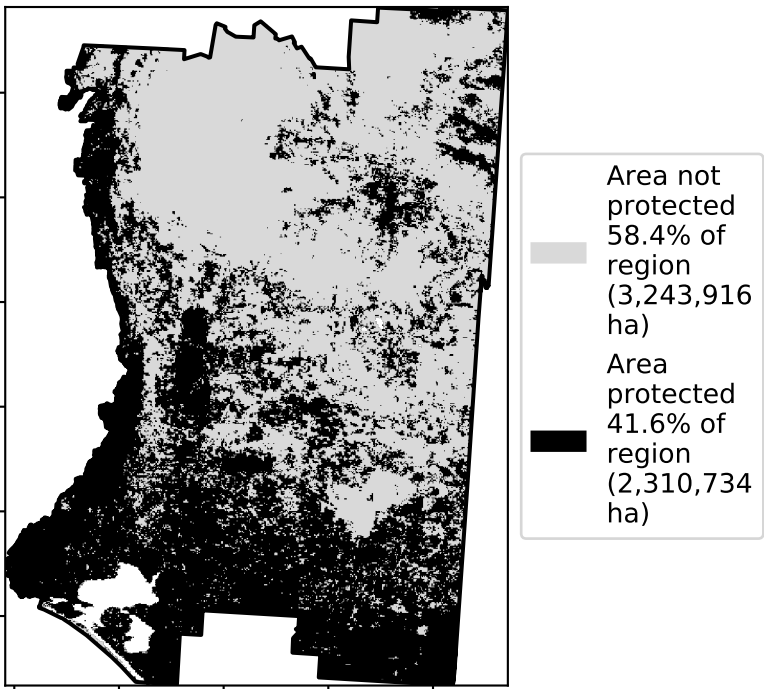 Area not
protected
58.4% of
region
(3,243,916
ha)
Area
protected
41.6% of
region
(2,310,734
ha)